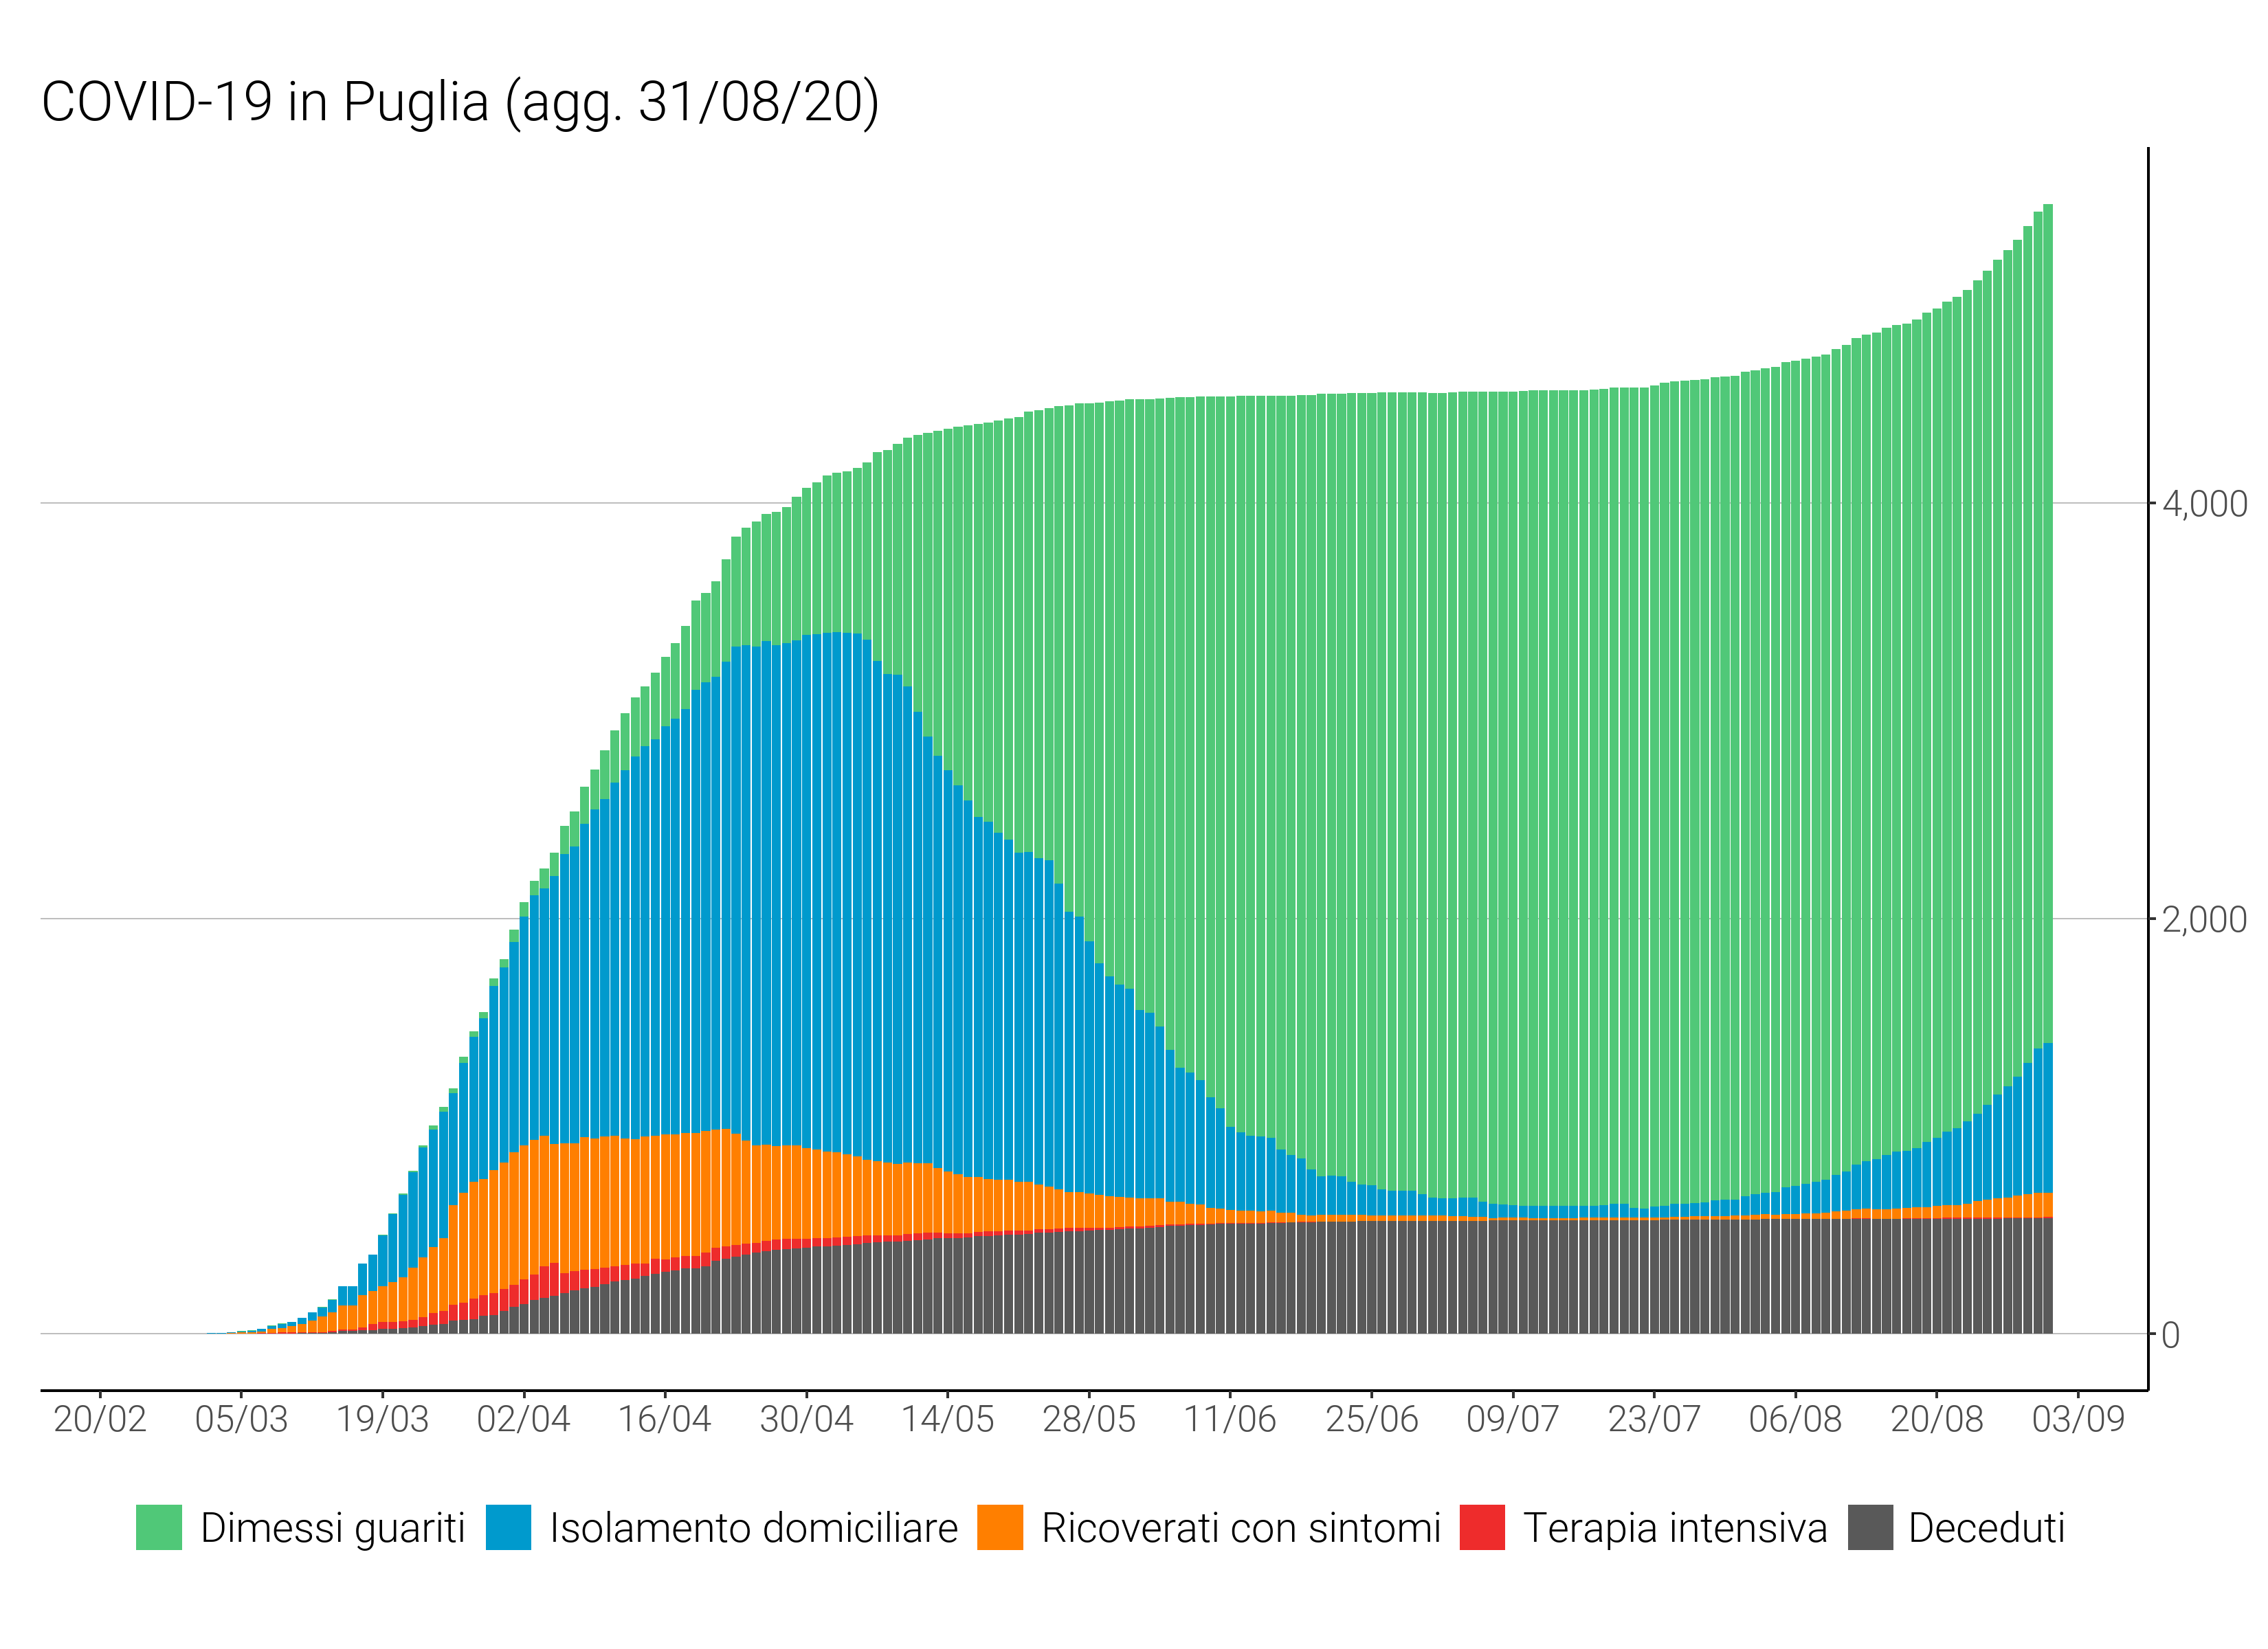 COVID-19 in Puglia (agg. 31/08/20)
4,000
2,000
0
20/02 05/03 19/03 02/04 16/04 30/04 14/05 28/05 11/06 25/06 09/07 23/07 06/08 20/08 03/09
Dimessi guariti Isolamento domiciliare Ricoverati con sintomi Terapia intensiva Deceduti